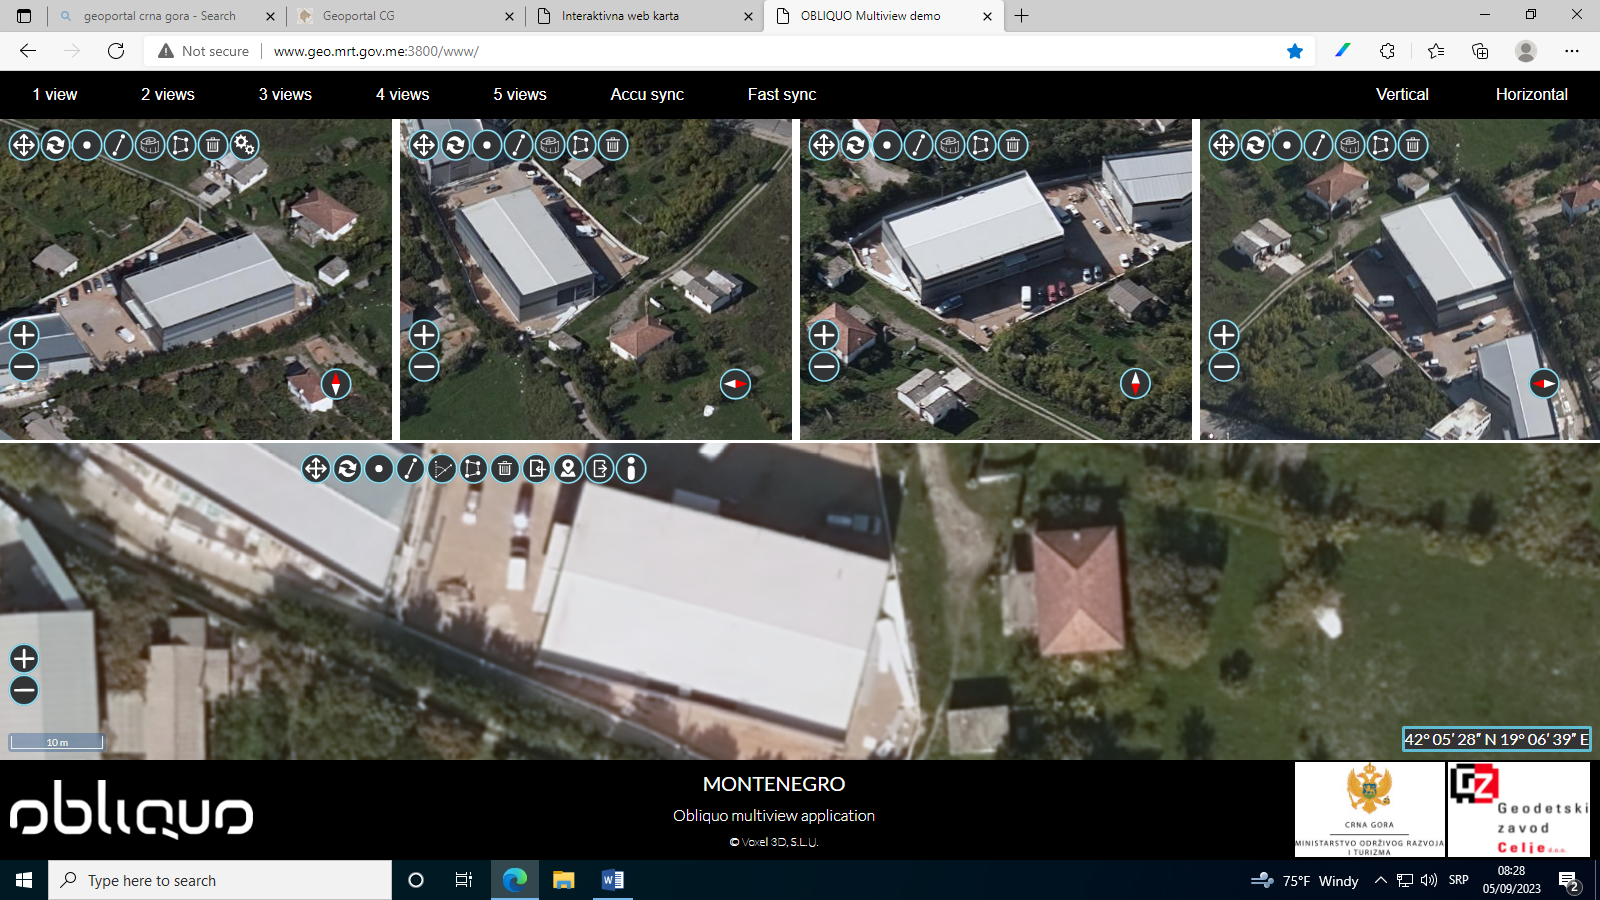 geoportal crna gora - Search
Geoportal CG
Interaktivna web karta
OBLIQUO Multiview demo
Not secure
www.geo.mrt.gov.me:3800/www/
1 view
2 views
3 views
4 views
5 views
Accu sync
Fast sync
Vertical
Horizontal
10 m
42° 05′ 28″ N 19° 06′ 39″ E
obliquo
MONTENEGRO
Obliquo multiview application
© Voxel 3D, S.L.U.
CRNA GORA
MINISTARSTVO ODRŽIVOG RAZVOJA
I TURIZMA
GZ
Geodetski
zavod
Celje d.o.o.
Type here to search
75°F Windy
SRP
08:28
05/09/2023
2